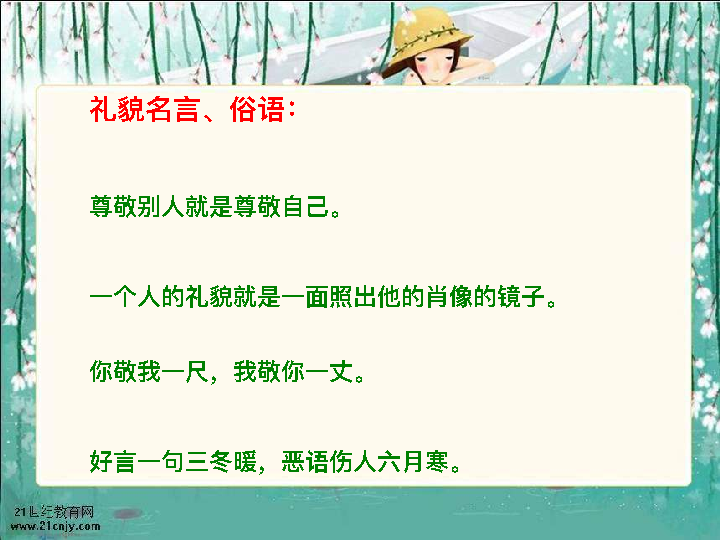 礼貌名言、俗语：
尊敬别人就是尊敬自己。
一个人的礼貌就是一面照出他的肖像的镜子。
你敬我一尺，我敬你一丈。
好言一句三冬暖，恶语伤人六月寒。
21世纪教育网
www.21cnjy.com